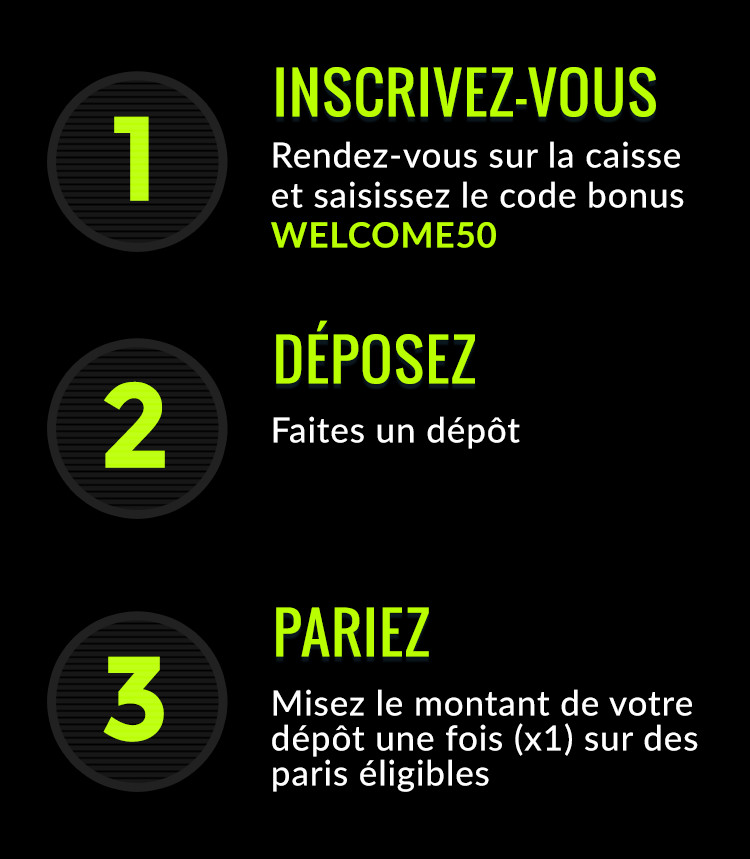 1
INSCRIVEZ-VOUS
Rendez-vous sur la caisse
et saisissez le code bonus
WELCOME50
2
DÉPOSEZ
Faites un dépôt
3
PARIEZ
Misez le montant de votre
dépôt une fois (x1) sur des
paris éligibles